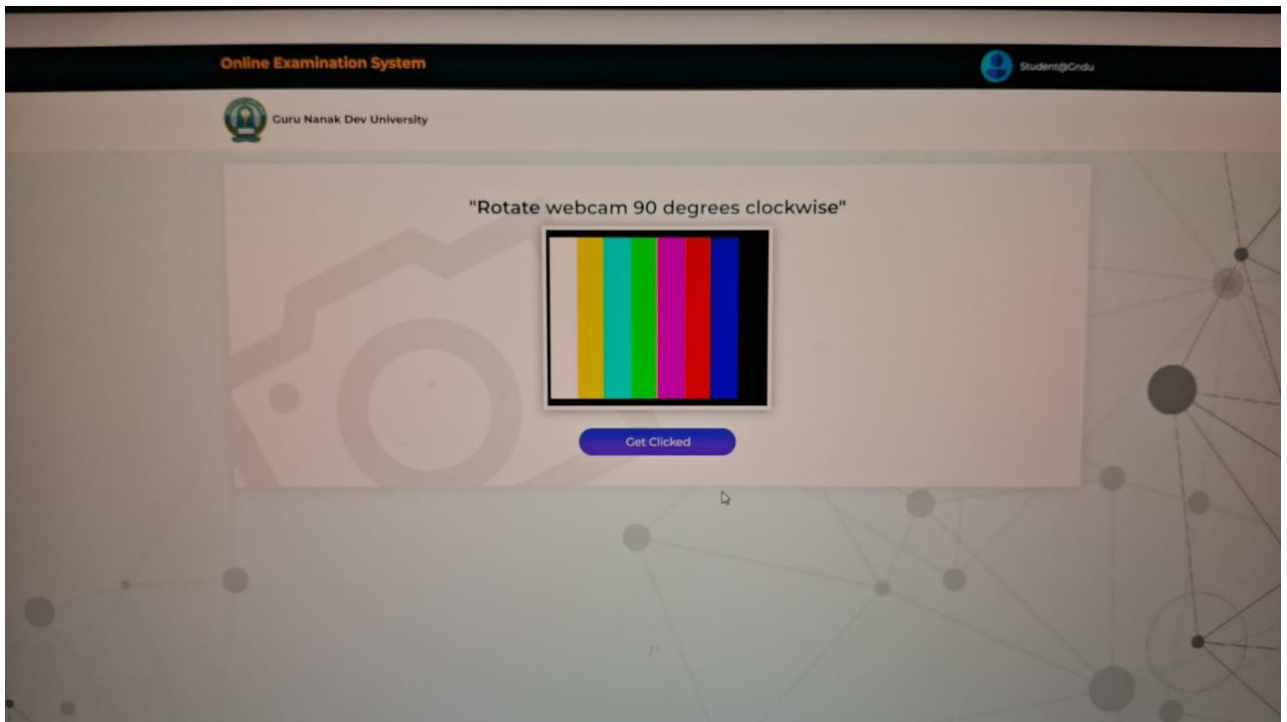 Online Examination System
Student@Gndu
Guru Nanak Dev University
"Rotate webcam 90 degrees clockwise"
Get Clicked